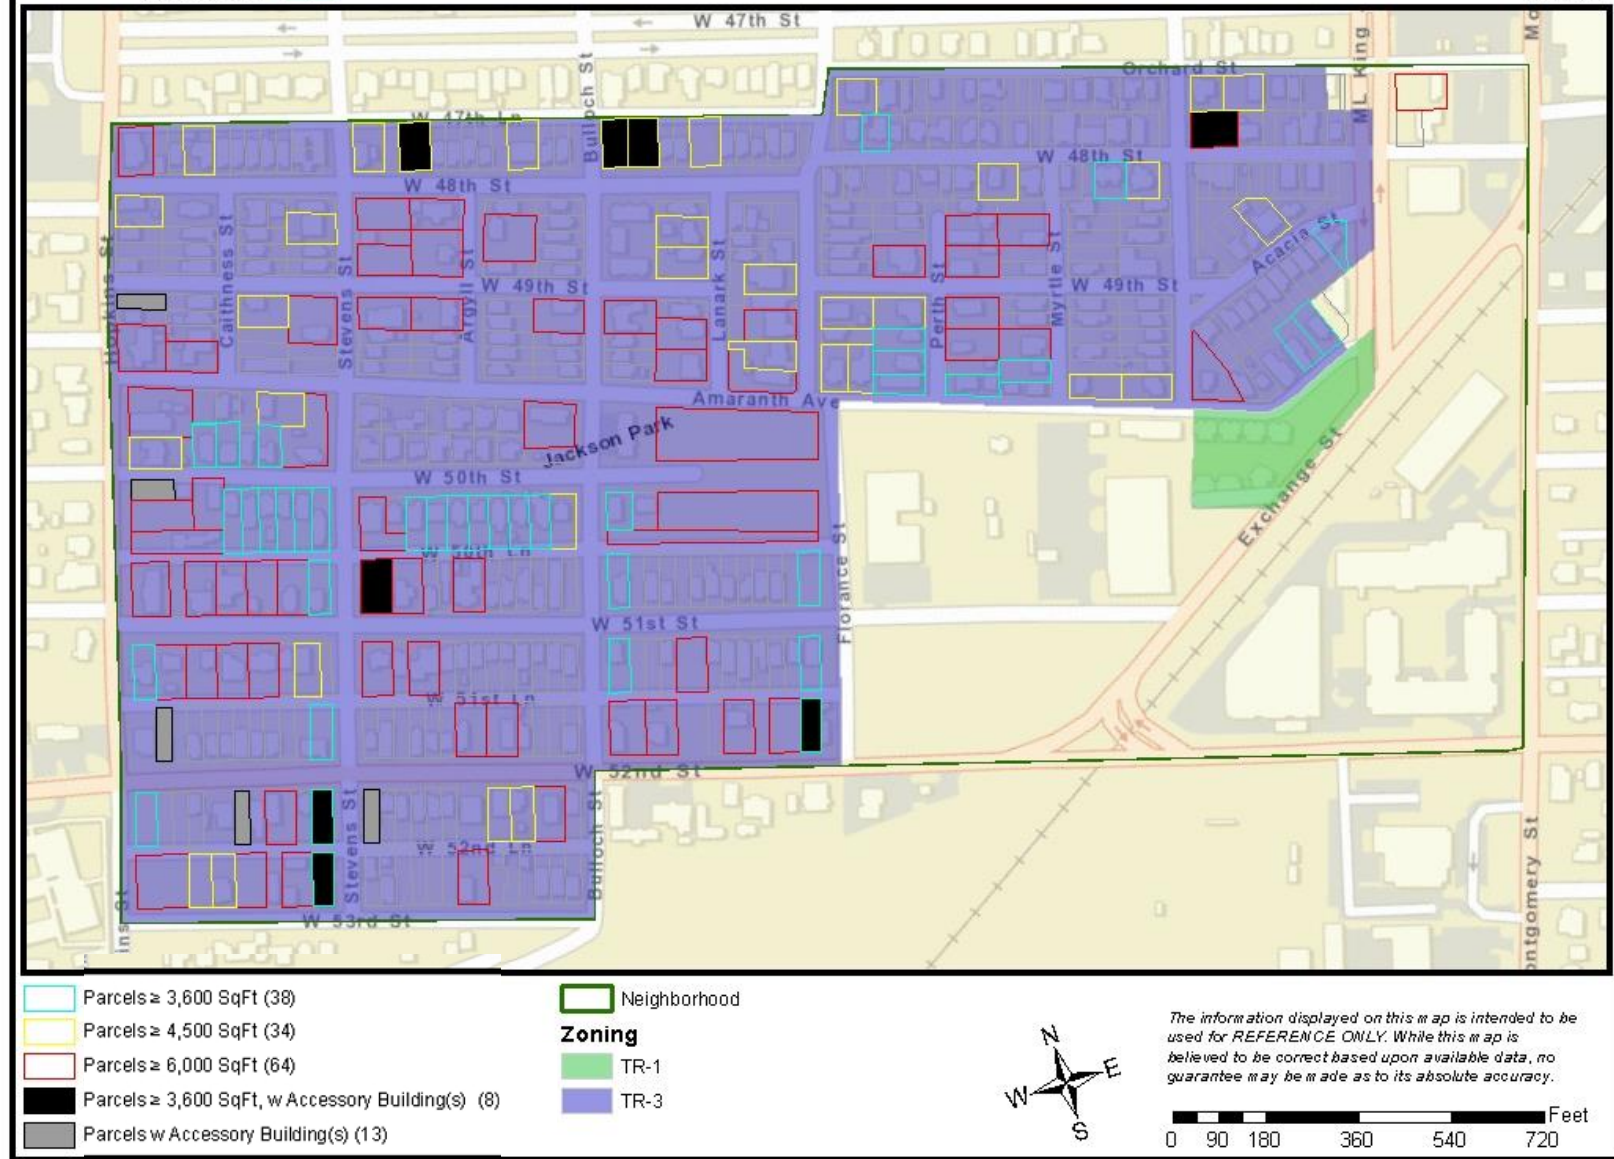 W 47th St
Mo
ML King
Orchard St
Bulloch St
W 47th Ln
W 48th St
W 48th St
Hopkins St
Caithness St
Stevens St
Argyll St
Lanark St
Perth St
Myrtle St
Acacia St
W 49th St
W 49th St
Amaranth Ave
Jackson Park
W 50th St
Exchange St
W 50th Ln
Florance St
W 51st St
W 51st Ln
W 52nd St
Stevens St
Bulloch St
W 52nd Ln
ontgomery St
ins St
W 53rd St
Parcels ≥ 3,600 SqFt (38)
Parcels ≥ 4,500 SqFt (34)
Parcels ≥ 6,000 SqFt (64)
Parcels ≥ 3,600 SqFt, w Accessory Building(s) (8)
Parcels w Accessory Building(s) (13)
Neighborhood
Zoning
TR-1
TR-3
N
E
W
S
The information displayed on this map is intended to be
used for REFERENCE ONLY. While this map is
believed to be correct based upon available data, no
guarantee may be made as to its absolute accuracy.
Feet
0 90 180 360 540 720